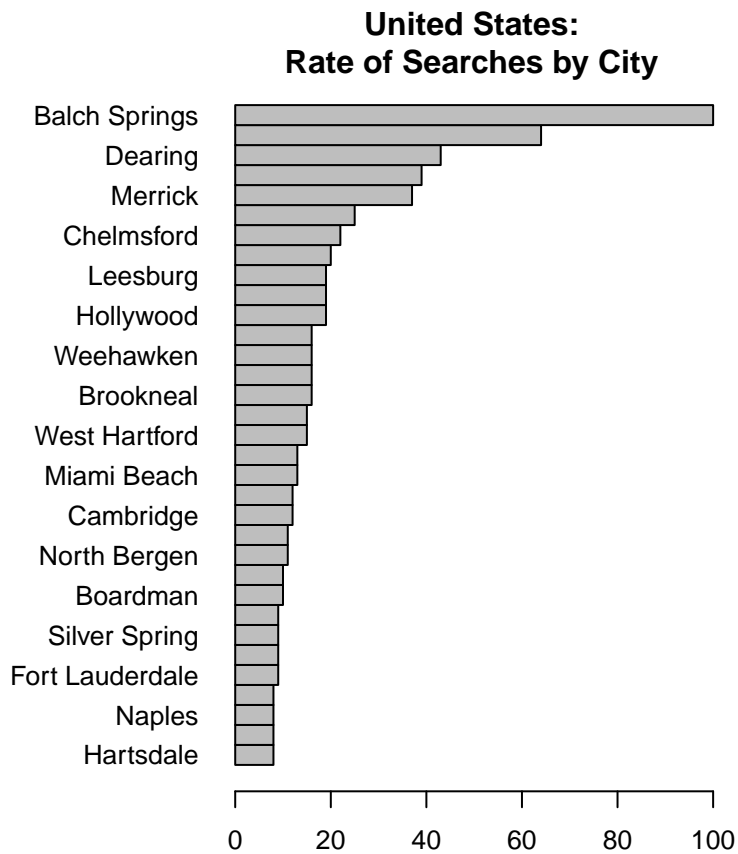 United States:
Rate of Searches by City
Balch Springs
Dearing
Merrick
Chelmsford
Leesburg
Hollywood
Weehawken
Brookneal
West Hartford
Miami Beach
Cambridge
North Bergen
Boardman
Silver Spring
Fort Lauderdale
Naples
Hartsdale
0 20 40 60 80 100